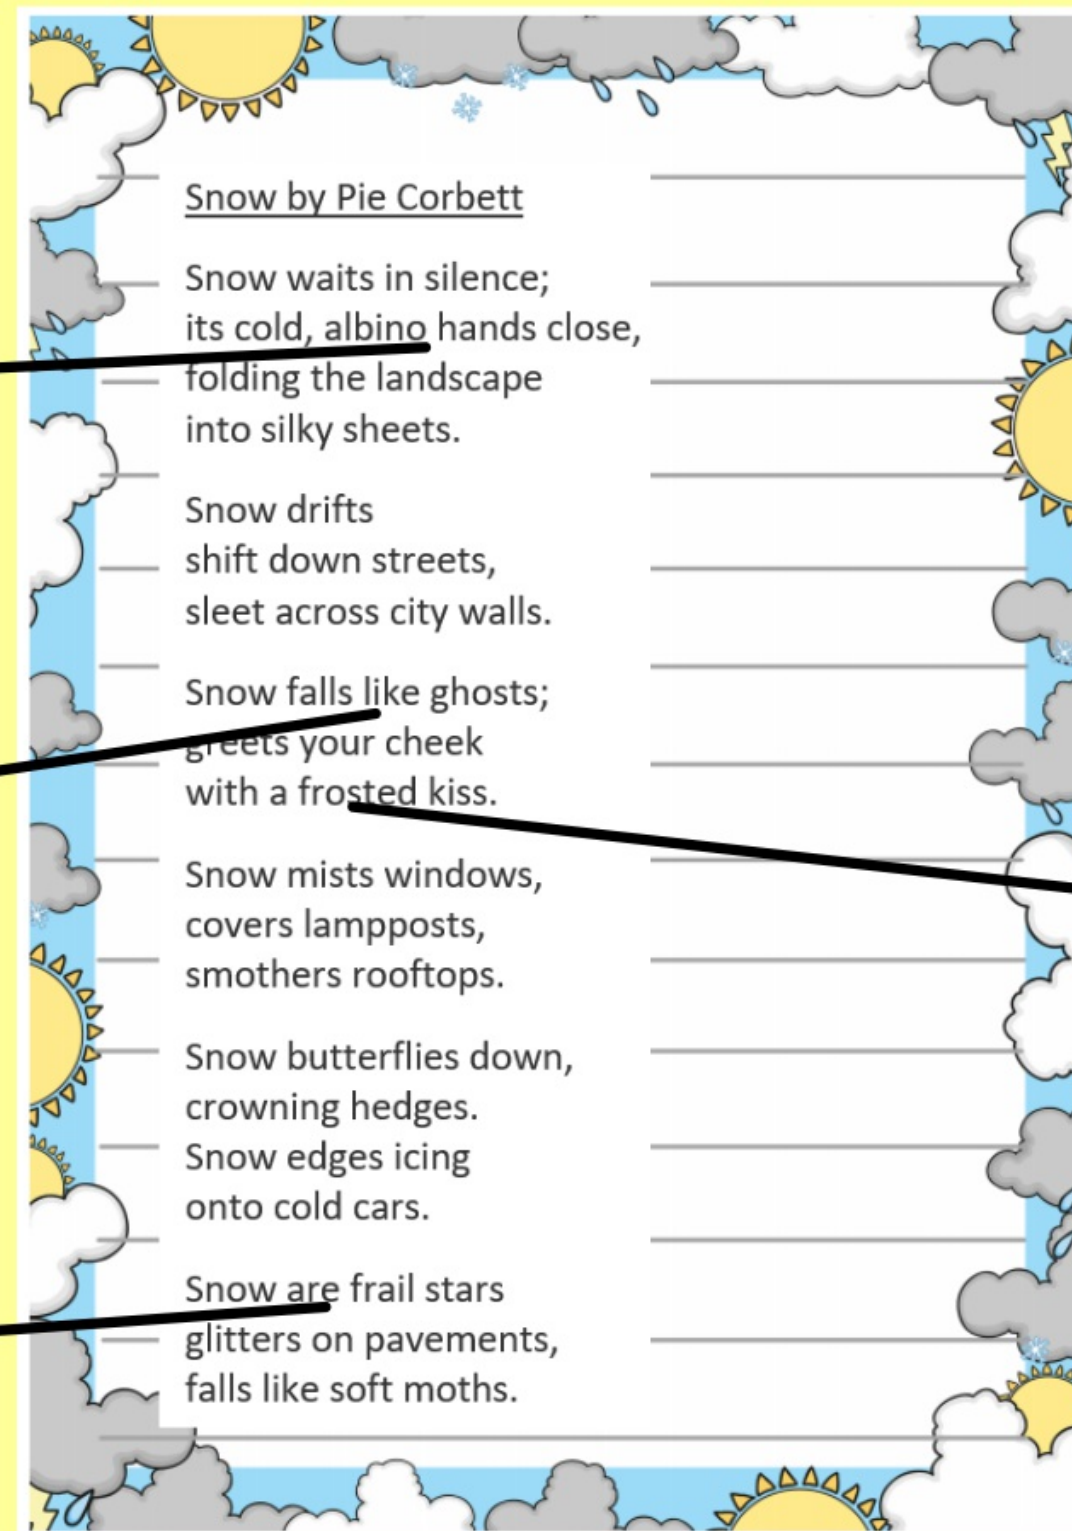 Snow by Pie Corbett
Snow waits in silence;
its cold, albino hands close,
folding the landscape
into silky sheets.
Snow drifts
shift down streets,
sleet across city walls.
Snow falls like ghosts;
greets your cheek
with a frosted kiss.
Snow mists windows,
covers lampposts,
smothers rooftops.
Snow butterflies down,
crowning hedges.
Snow edges icing
onto cold cars.
Snow are frail stars
glitters on pavements,
falls like soft moths.